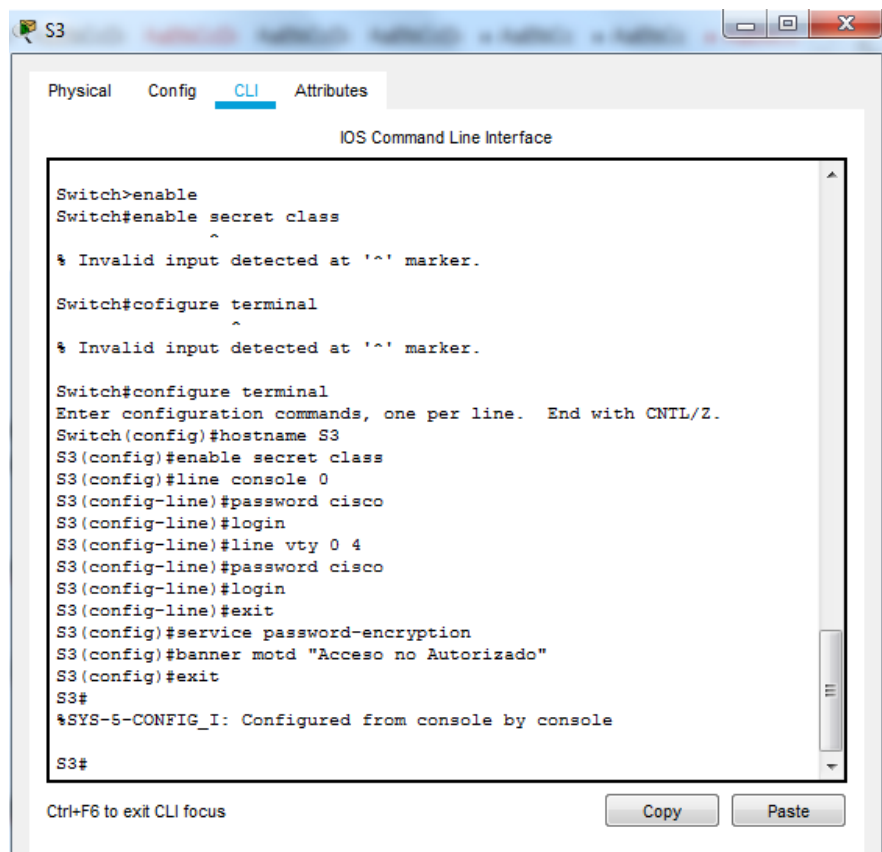 S3
Physical Config CLI Attributes
IOS Command Line Interface
Switch>enable
Switch#enable secret class
^
% Invalid input detected at '^' marker.
Switch#cofigure terminal
^
% Invalid input detected at '^' marker.
Switch#configure terminal
Enter configuration commands, one per line. End with CNTL/Z.
Switch(config)#hostname S3
S3(config)#enable secret class
S3(config)#line console 0
S3(config-line)#password cisco
S3(config-line)#login
S3(config-line)#line vty 0 4
S3(config-line)#password cisco
S3(config-line)#login
S3(config-line)#exit
S3(config)#service password-encryption
S3(config)#banner motd "Acceso no Autorizado"
S3(config)#exit
S3#
%SYS-5-CONFIG_I: Configured from console by console
S3#
Ctrl+F6 to exit CLI focus
Copy Paste